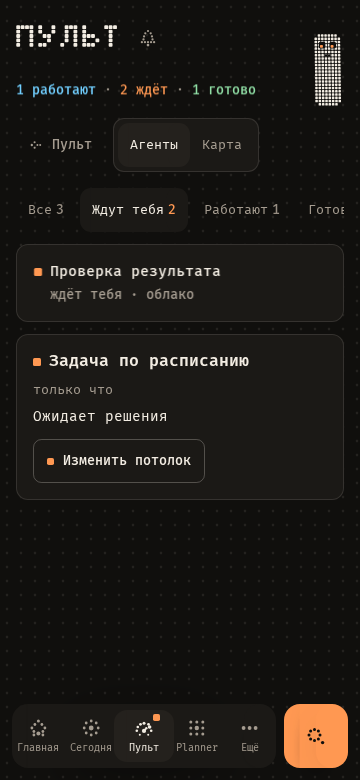 ПУЛЬТ
1 работают · 2 ждёт · 1 готово
Пульт Агенты Карта
Все 3 Ждут тебя 2 Работают 1 Готов
Проверка результата
ждёт тебя · облако
Задача по расписанию
только что
Ожидает решения
Изменить потолок
Главная Сегодня Пульт Planner Ещё